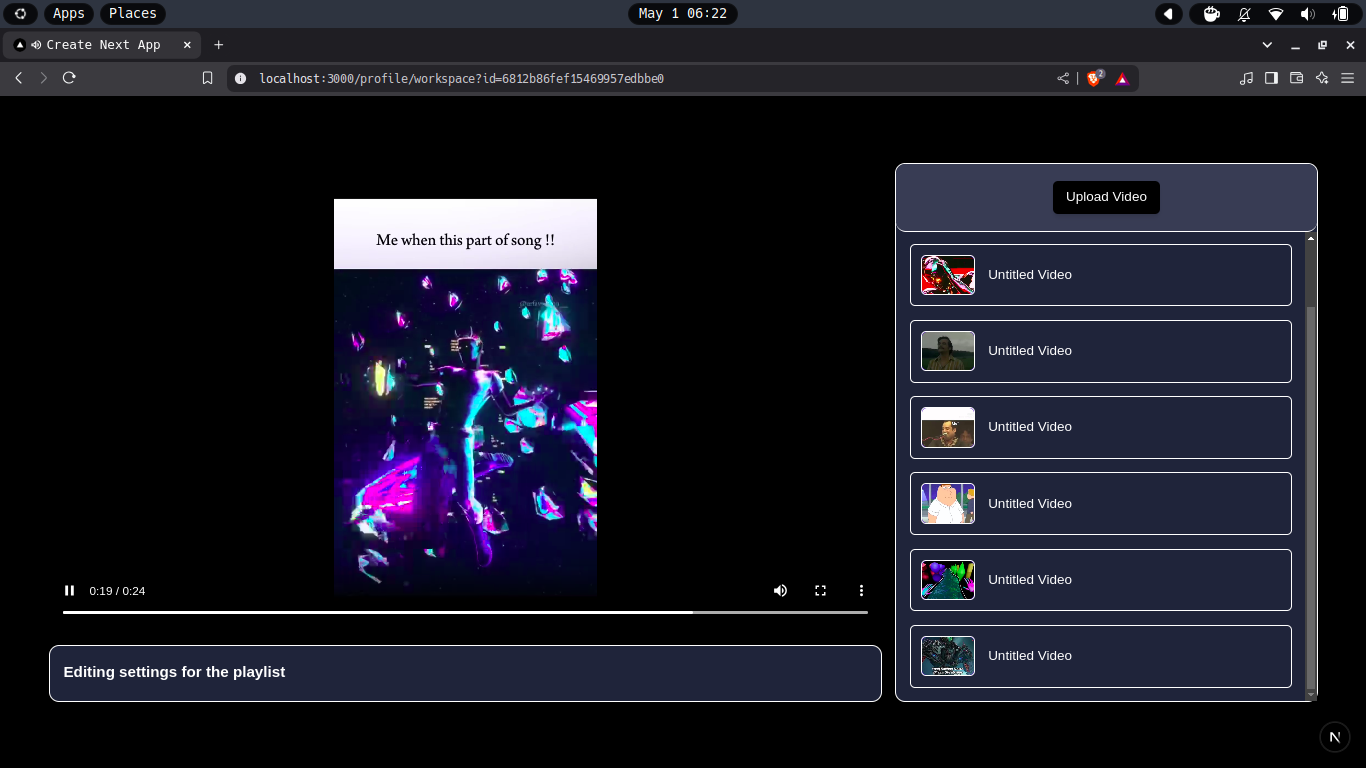 Apps
Places
May 1 06:22
Create Next App
localhost:3000/profile/workspace?id=6812b86fef15469957edbbe0
2
Upload Video
Me when this part of song !!
Untitled Video
Untitled Video
Untitled Video
Untitled Video
Untitled Video
Untitled Video
0:19 / 0:24
Editing settings for the playlist
N